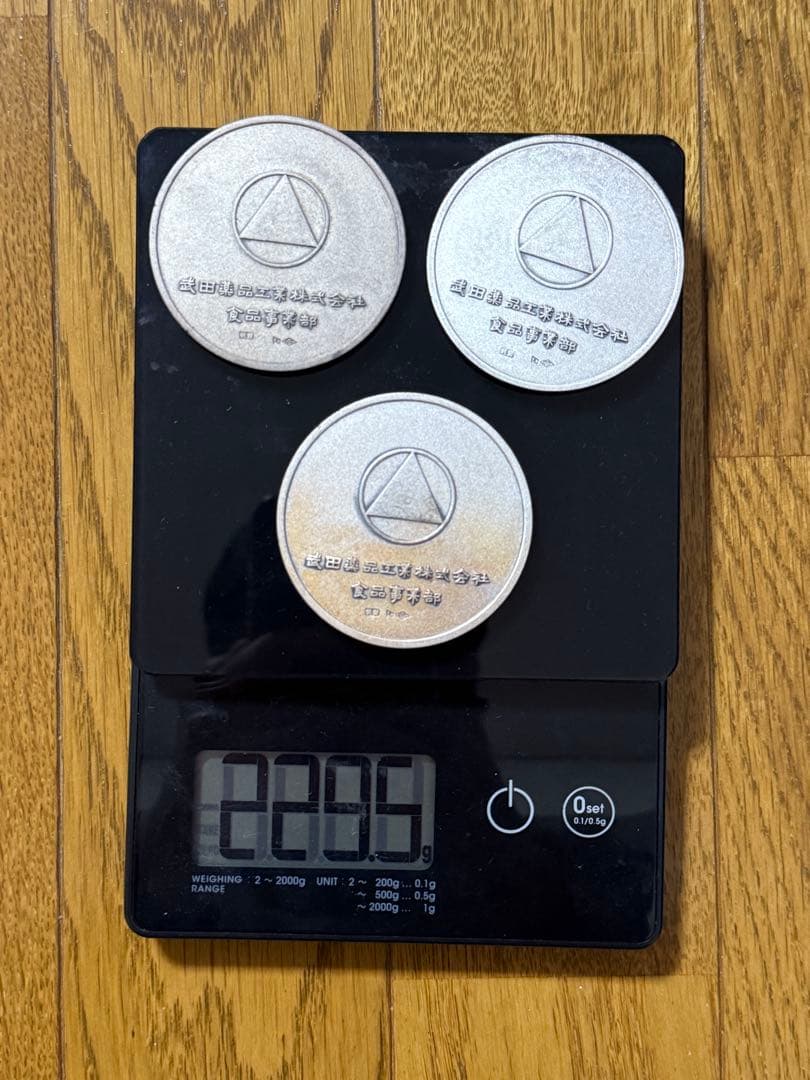 武田薬品工業株式会社
食品事業部
武田薬品工業株式会社
食品事業部
武田薬品工業株式会社
食品事業部
220.5g
0set
0.1/0.5g
WEIGHING RANGE : 2 ～ 2000g UNIT : 2 ～ 200g ... 0.1g
～ 500g ... 0.5g
～ 2000g ... 1g